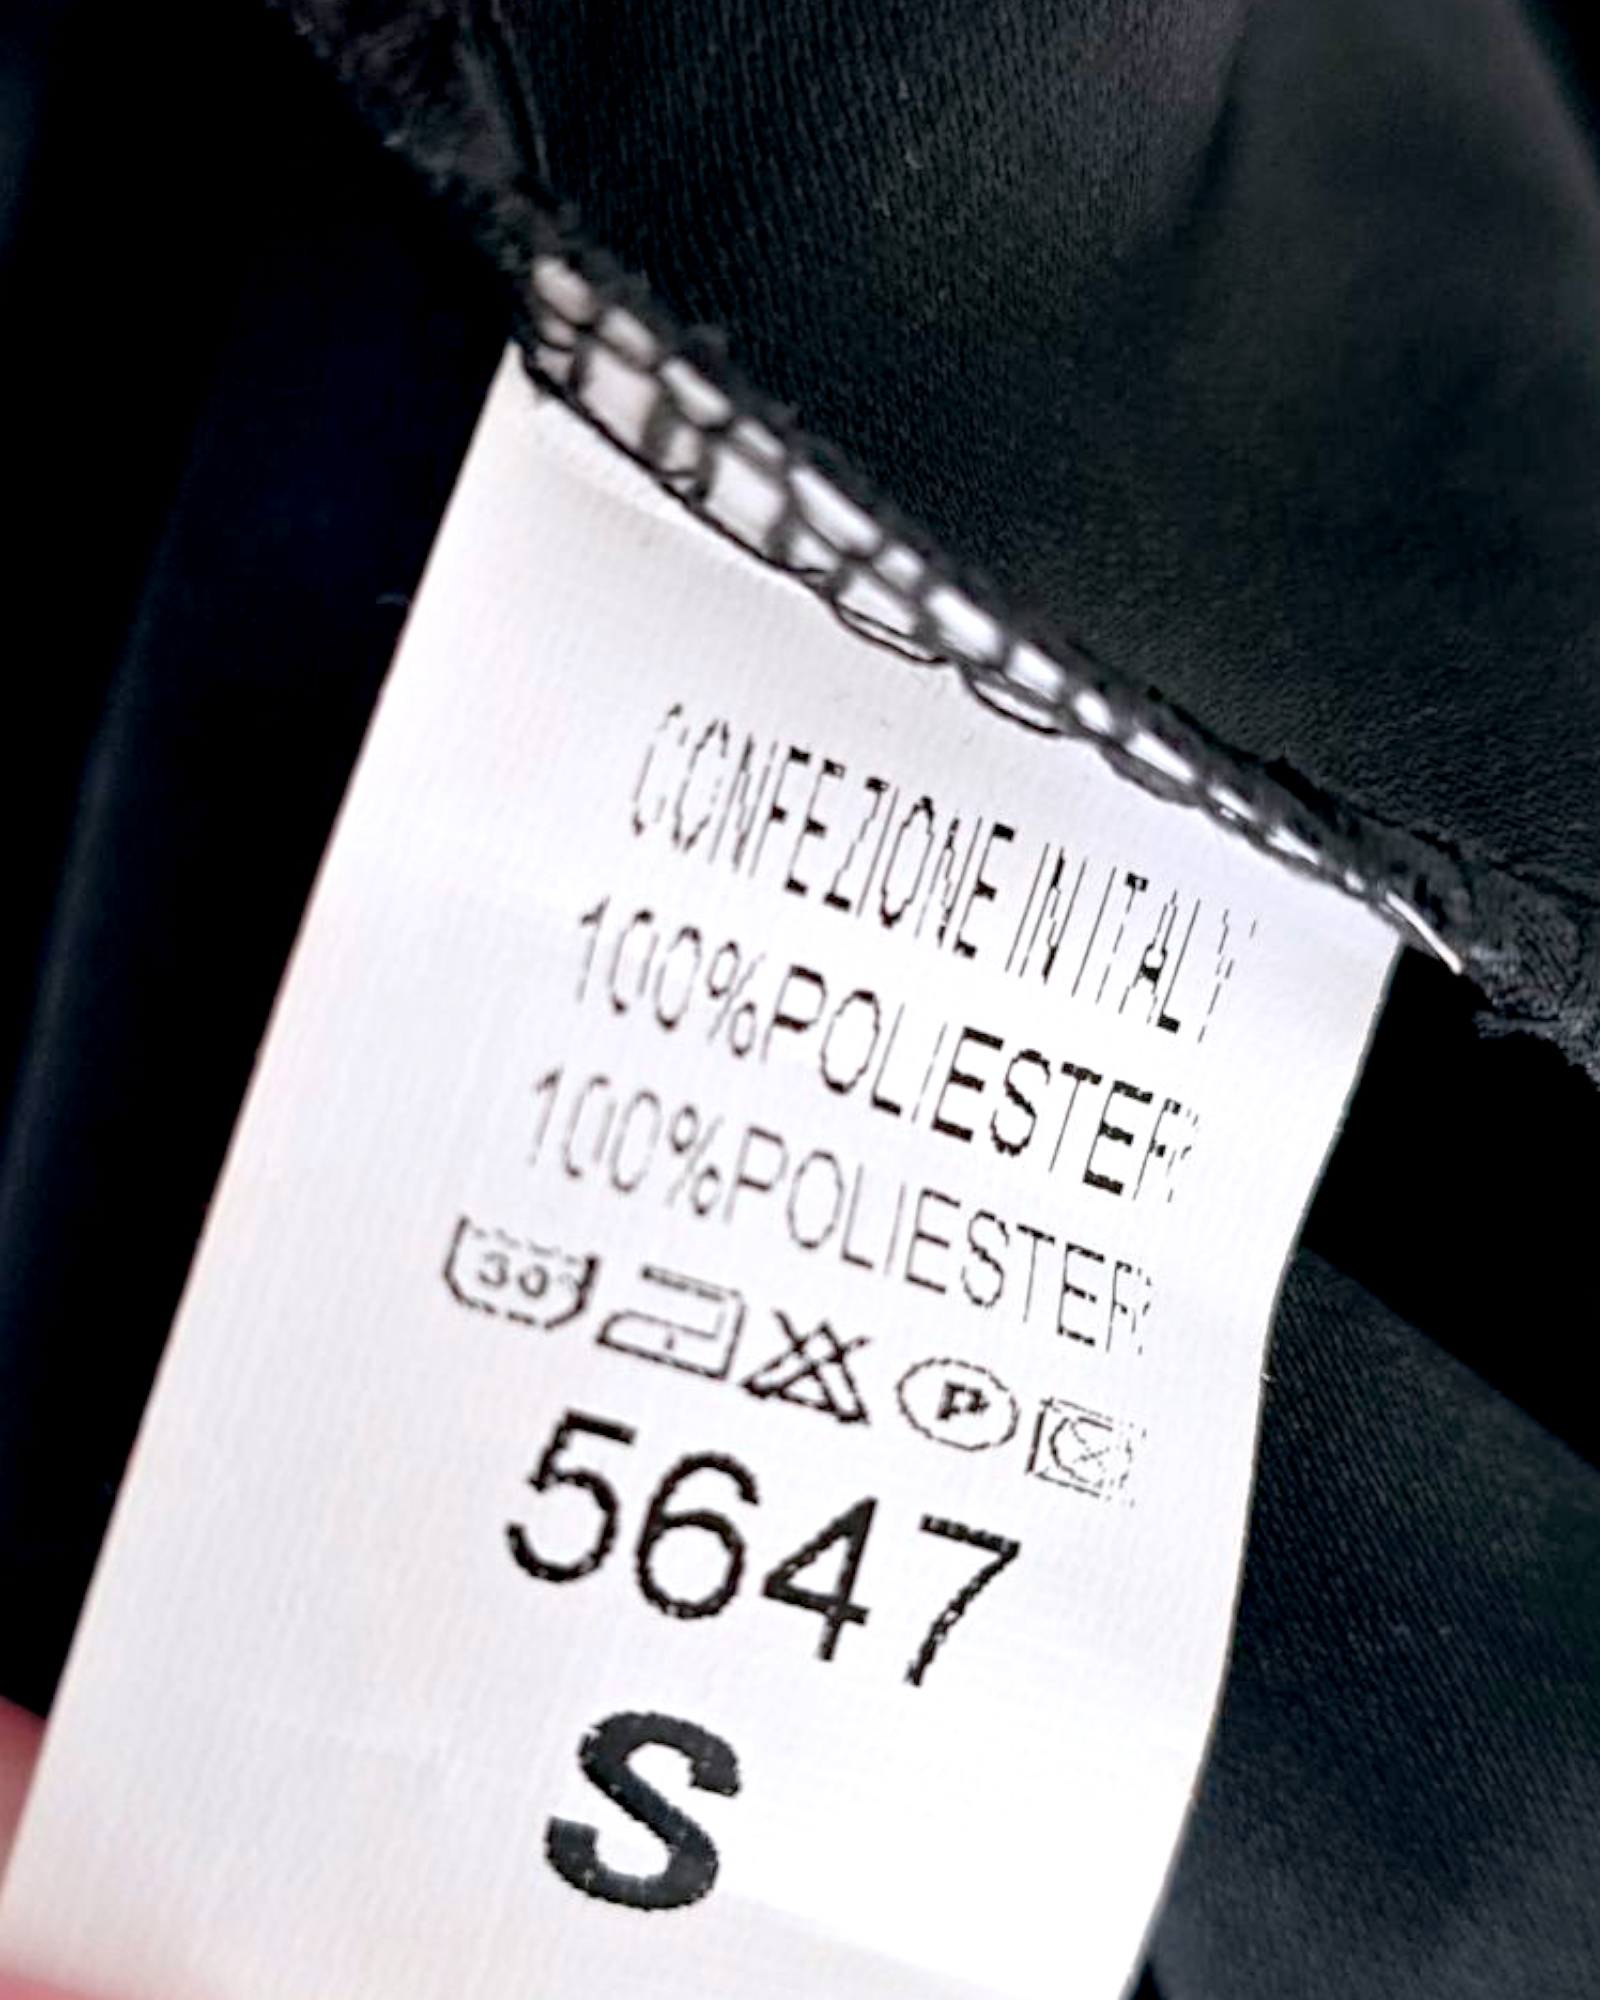 CONFEZIONE IN ITALY
100%POLIESTER
100%POLIESTER
30° P
5647
S